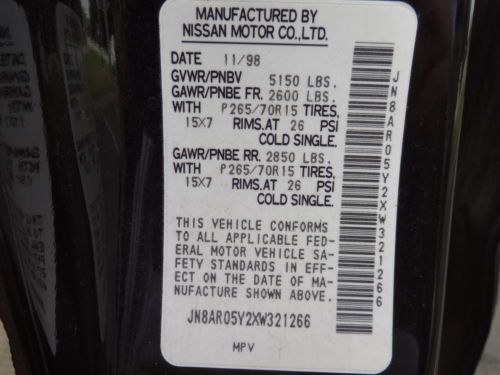 MANUFACTURED BY
NISSAN MOTOR CO.,LTD.
DATE 11/98
GVWR/PNBV 5150 LBS.
GAWR/PNBE FR. 2600 LBS.
WITH P265/70R15 TIRES,
15X7 RIMS.AT 26 PSI
COLD SINGLE.
GAWR/PNBE RR. 2850 LBS.
WITH P265/70R15 TIRES,
15X7 RIMS.AT 26 PSI
COLD SINGLE.
THIS VEHICLE CONFORMS
TO ALL APPLICABLE FED-
ERAL MOTOR VEHICLE SA-
FETY STANDARDS IN EFF-
ECT ON THE DATE OF MA-
NUFACTURE SHOWN ABOVE.
JN8AR05Y2XW321266
MPV
JN8AR05Y2XW321266